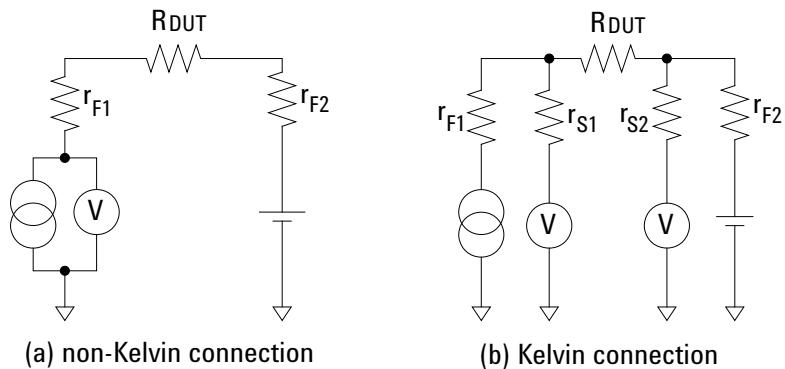 RDUT
rF1
rF2
V
(a) non-Kelvin connection
RDUT
rF1
rS1
rS2
rF2
V
V
(b) Kelvin connection